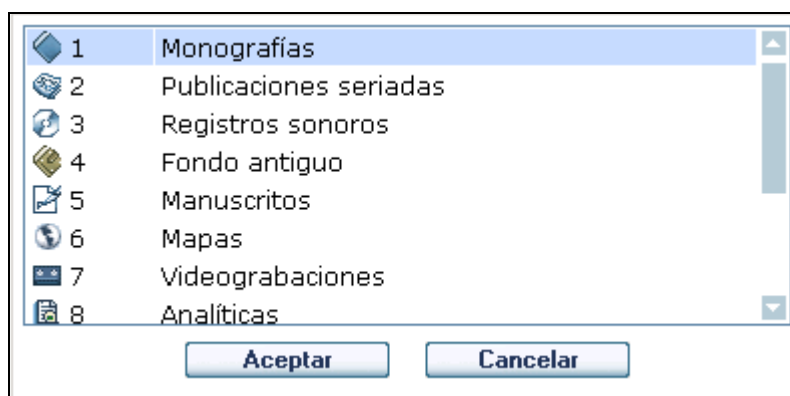 1 Monografías
2 Publicaciones seriadas
3 Registros sonoros
4 Fondo antiguo
5 Manuscritos
6 Mapas
7 Videograbaciones
8 Analíticas
Aceptar Cancelar